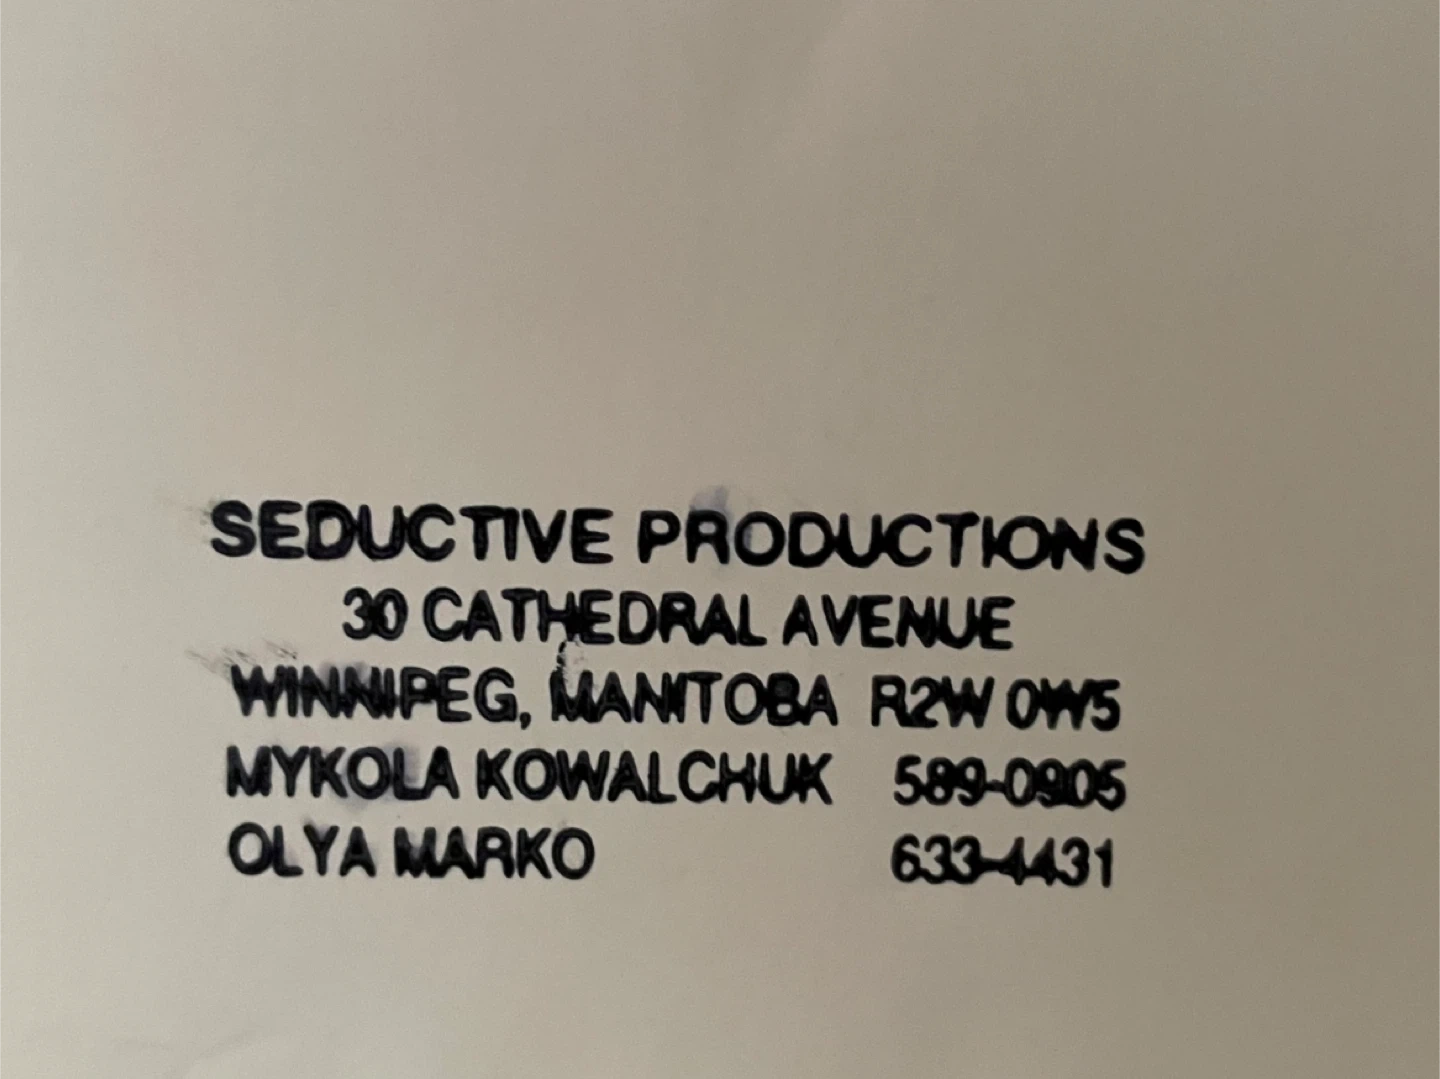 SEDUCTIVE PRODUCTIONS
30 CATHEDRAL AVENUE
WINNIPEG, MANITOBA R2W 0W5
MYKOLA KOWALCHUK 589-0905
OLYA MARKO 633-4431